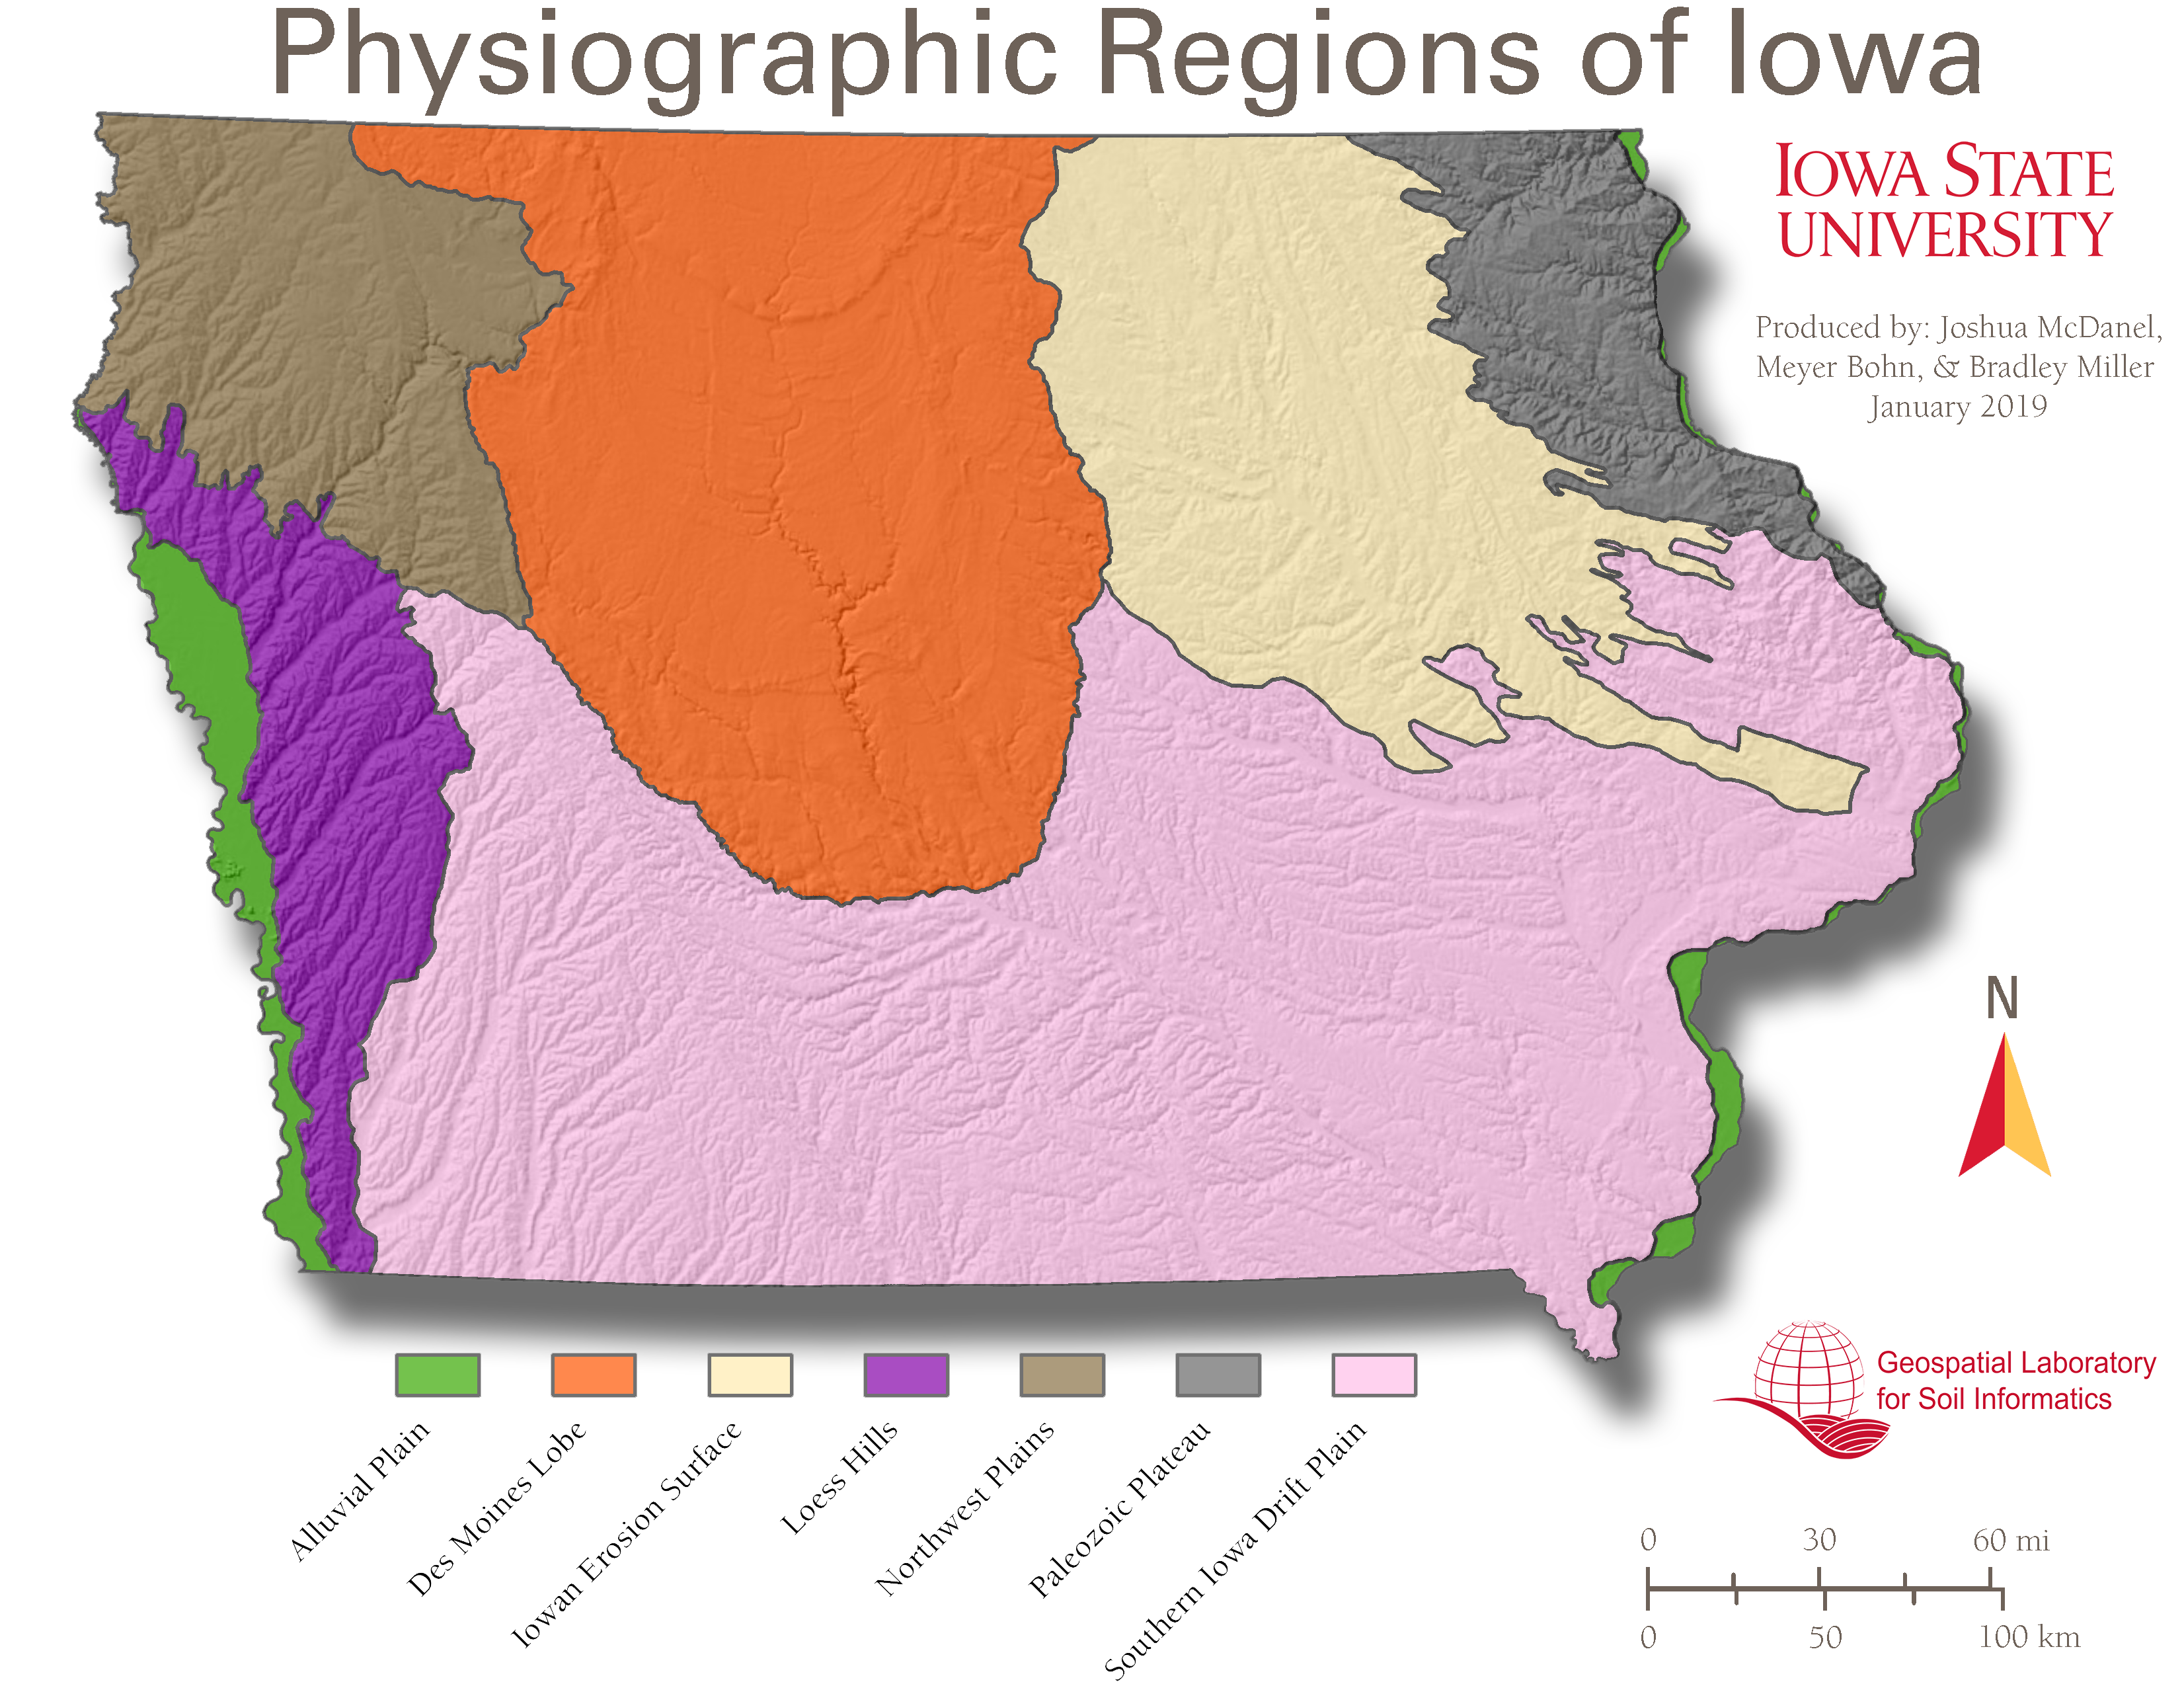 Physiographic Regions of Iowa
IOWA STATE
UNIVERSITY
Produced by: Joshua McDanel,
Meyer Bohn, & Bradley Miller
January 2019
N
Alluvial Plain
Des Moines Lobe
Iowan Erosion Surface
Loess Hills
Northwest Plains
Paleozoic Plateau
Southern Iowa Drift Plain
Geospatial Laboratory
for Soil Informatics
0 30 60 mi
0 50 100 km